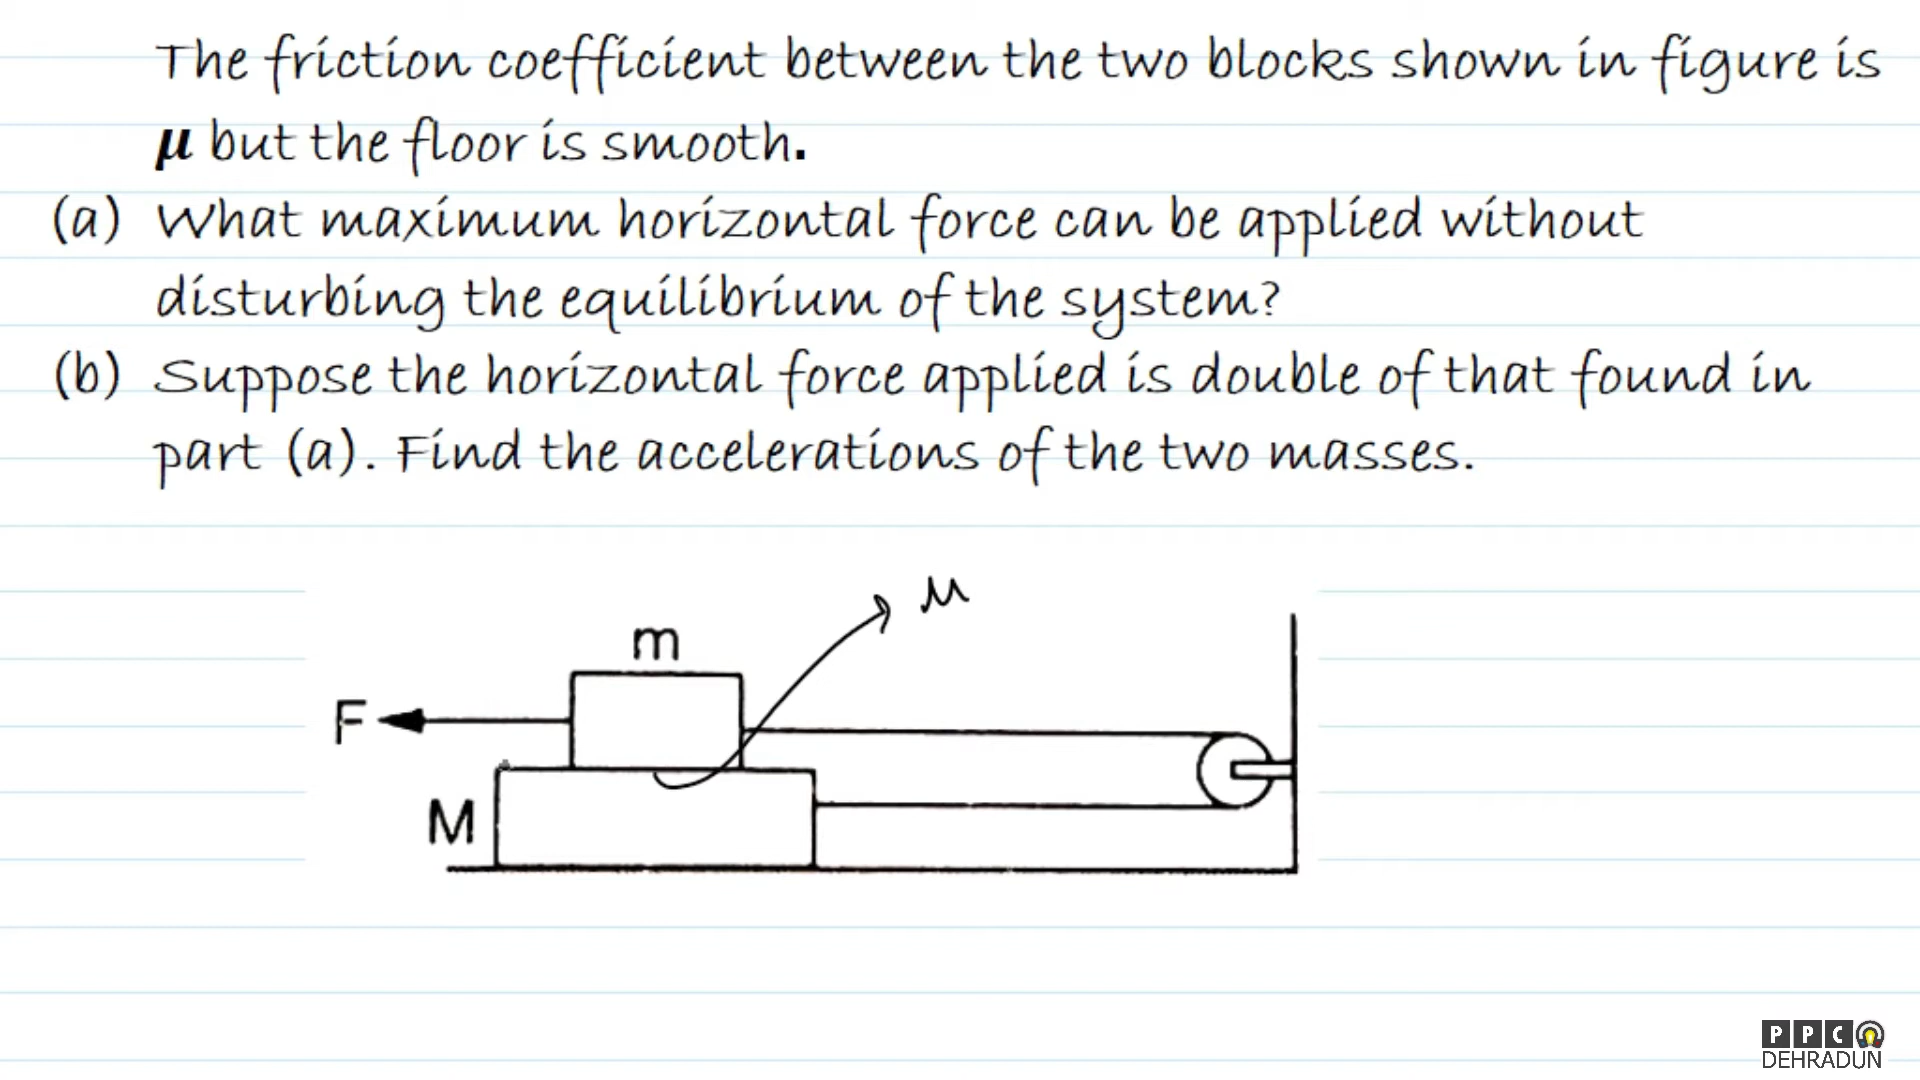 The friction coefficient between the two blocks shown in figure is
μ but the floor is smooth.
(a) What maximum horizontal force can be applied without
disturbing the equilibrium of the system?
(b) Suppose the horizontal force applied is double of that found in
part (a). Find the accelerations of the two masses.
μ
m
F
M
PPC
DEHRADUN